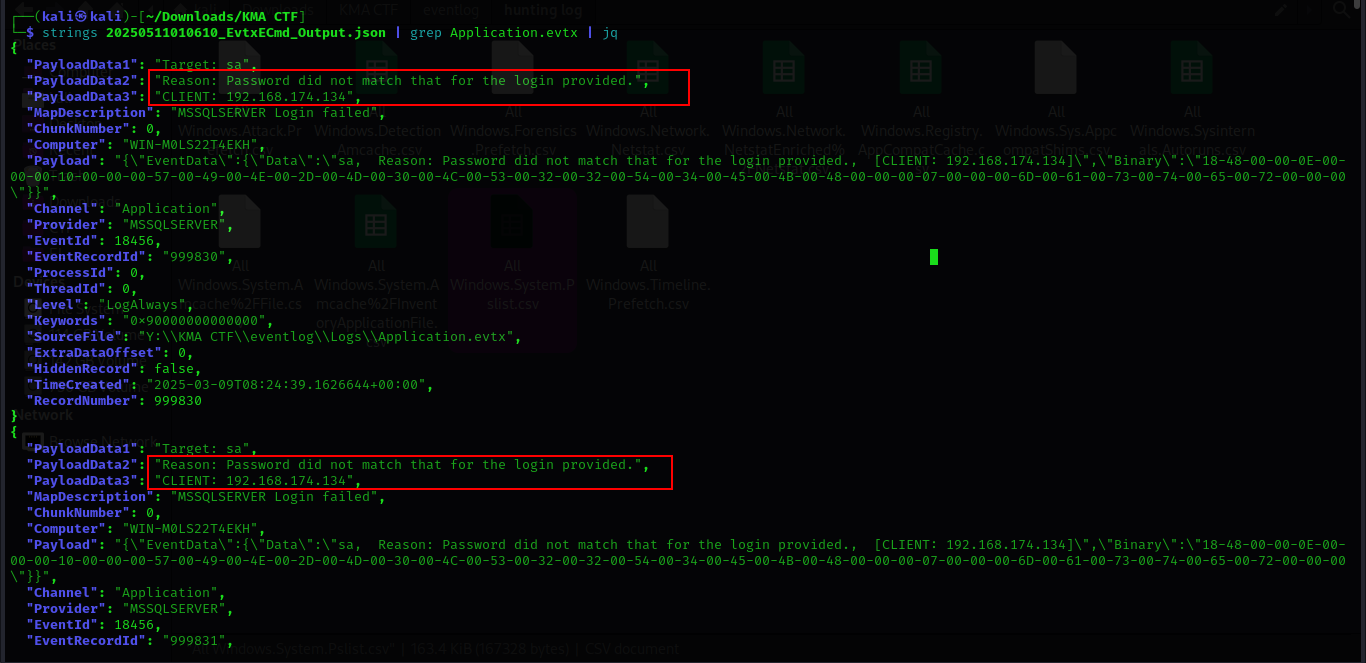 KMA CTF eventlog hunting log
┌──(kali㉿kali)-[~/Downloads/KMA CTF]
└─$ strings 20250511010610_EvtxECmd_Output.json | grep Application.evtx | jq
{
"PayloadData1": "Target: sa",
"PayloadData2": "Reason: Password did not match that for the login provided.",
"PayloadData3": "CLIENT: 192.168.174.134",
"MapDescription": "MSSQLSERVER Login failed",
"ChunkNumber": 0,
"Computer": "WIN-M0LS22T4EKH",
"Payload": "{\"EventData\":{\"Data\":\"sa,  Reason: Password did not match that for the login provided.,  [CLIENT: 192.168.174.134]\",\"Binary\":\"18-48-00-00-0E-00-
00-00-10-00-00-00-57-00-49-00-4E-00-2D-00-4D-00-30-00-4C-00-53-00-32-00-32-00-54-00-34-00-45-00-4B-00-48-00-00-00-07-00-00-00-6D-00-61-00-73-00-74-00-65-00-72-00-00-00
\"}}",
"Channel": "Application",
"Provider": "MSSQLSERVER",
"EventId": 18456,
"EventRecordId": "999830",
"ProcessId": 0,
"ThreadId": 0,
"Level": "LogAlways",
"Keywords": "0×90000000000000",
"SourceFile": "Y:\\KMA CTF\\eventlog\\Logs\\Application.evtx",
"ExtraDataOffset": 0,
"HiddenRecord": false,
"TimeCreated": "2025-03-09T08:24:39.1626644+00:00",
"RecordNumber": 999830
}
{
"PayloadData1": "Target: sa",
"PayloadData2": "Reason: Password did not match that for the login provided.",
"PayloadData3": "CLIENT: 192.168.174.134",
"MapDescription": "MSSQLSERVER Login failed",
"ChunkNumber": 0,
"Computer": "WIN-M0LS22T4EKH",
"Payload": "{\"EventData\":{\"Data\":\"sa,  Reason: Password did not match that for the login provided.,  [CLIENT: 192.168.174.134]\",\"Binary\":\"18-48-00-00-0E-00-
00-00-10-00-00-00-57-00-49-00-4E-00-2D-00-4D-00-30-00-4C-00-53-00-32-00-32-00-54-00-34-00-45-00-4B-00-48-00-00-00-07-00-00-00-6D-00-61-00-73-00-74-00-65-00-72-00-00-00
\"}}",
"Channel": "Application",
"Provider": "MSSQLSERVER",
"EventId": 18456,
"EventRecordId": "999831",